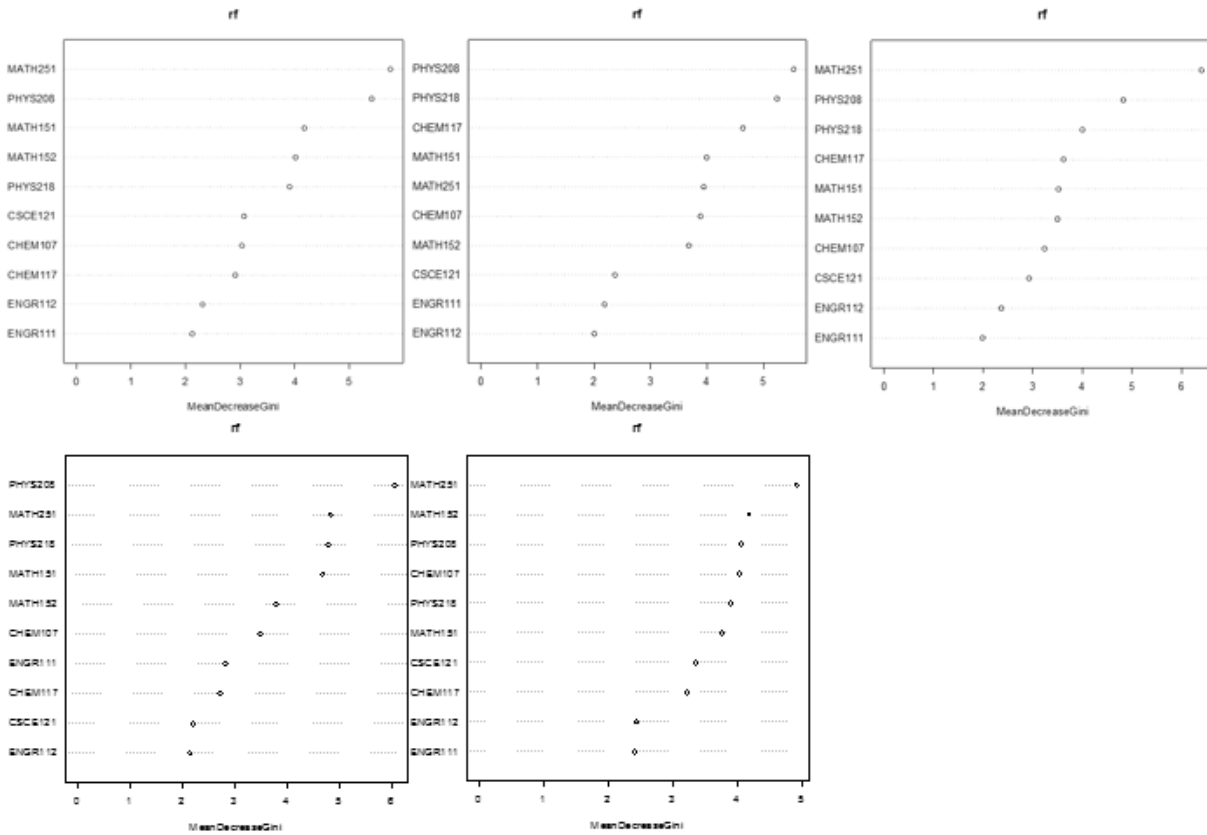 rf
MATH251
PHYS208
MATH151
MATH152
PHYS218
CSCE121
CHEM107
CHEM117
ENGR112
ENGR111
0 1 2 3 4 5
MeanDecreaseGini
rf
PHYS208
PHYS218
CHEM117
MATH151
MATH251
CHEM107
MATH152
CSCE121
ENGR111
ENGR112
0 1 2 3 4 5
MeanDecreaseGini
rf
MATH251
PHYS208
PHYS218
CHEM117
MATH151
MATH152
CHEM107
CSCE121
ENGR112
ENGR111
0 1 2 3 4 5 6
MeanDecreaseGini
rf
PHYS208
MATH251
PHYS218
MATH151
MATH152
CHEM107
ENGR111
CHEM117
CSCE121
ENGR112
0 1 2 3 4 5 6
MeanDecreaseGini
rf
MATH251
MATH152
PHYS208
CHEM107
PHYS218
MATH151
CSCE121
CHEM117
ENGR112
ENGR111
0 1 2 3 4 5
MeanDecreaseGini